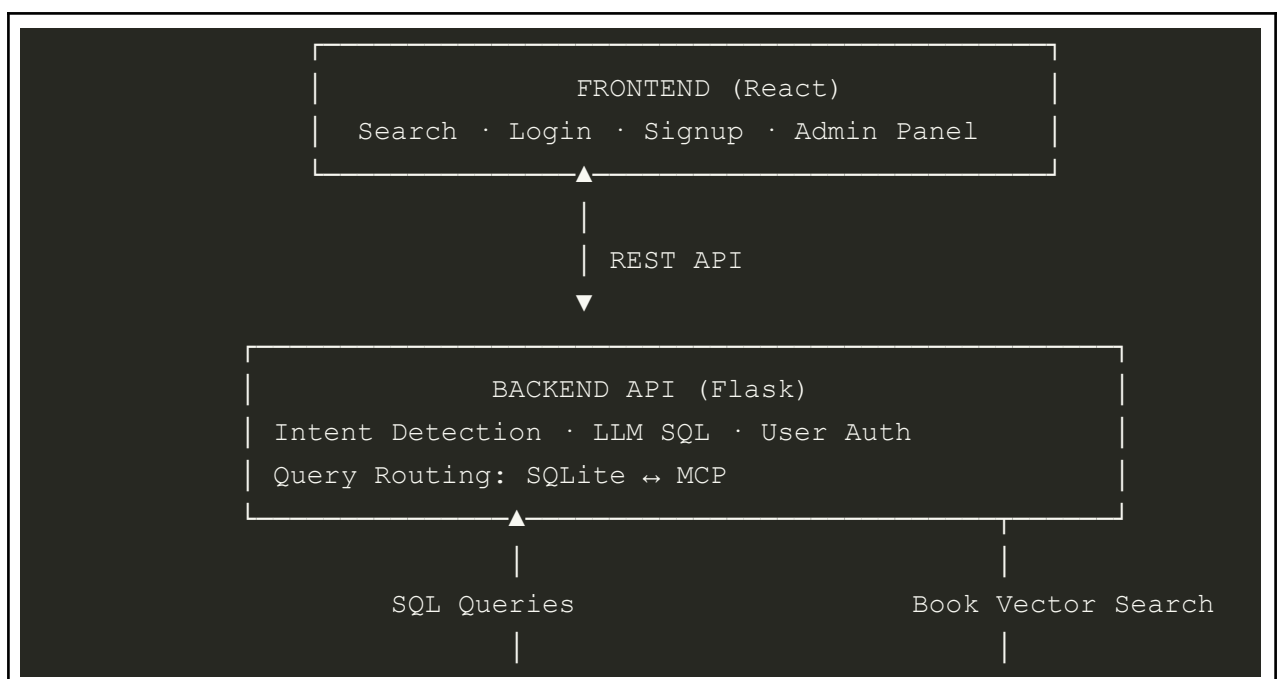 FRONTEND (React)
Search · Login · Signup · Admin Panel
REST API
BACKEND API (Flask)
Intent Detection · LLM SQL · User Auth
Query Routing: SQLite ↔ MCP
SQL Queries Book Vector Search